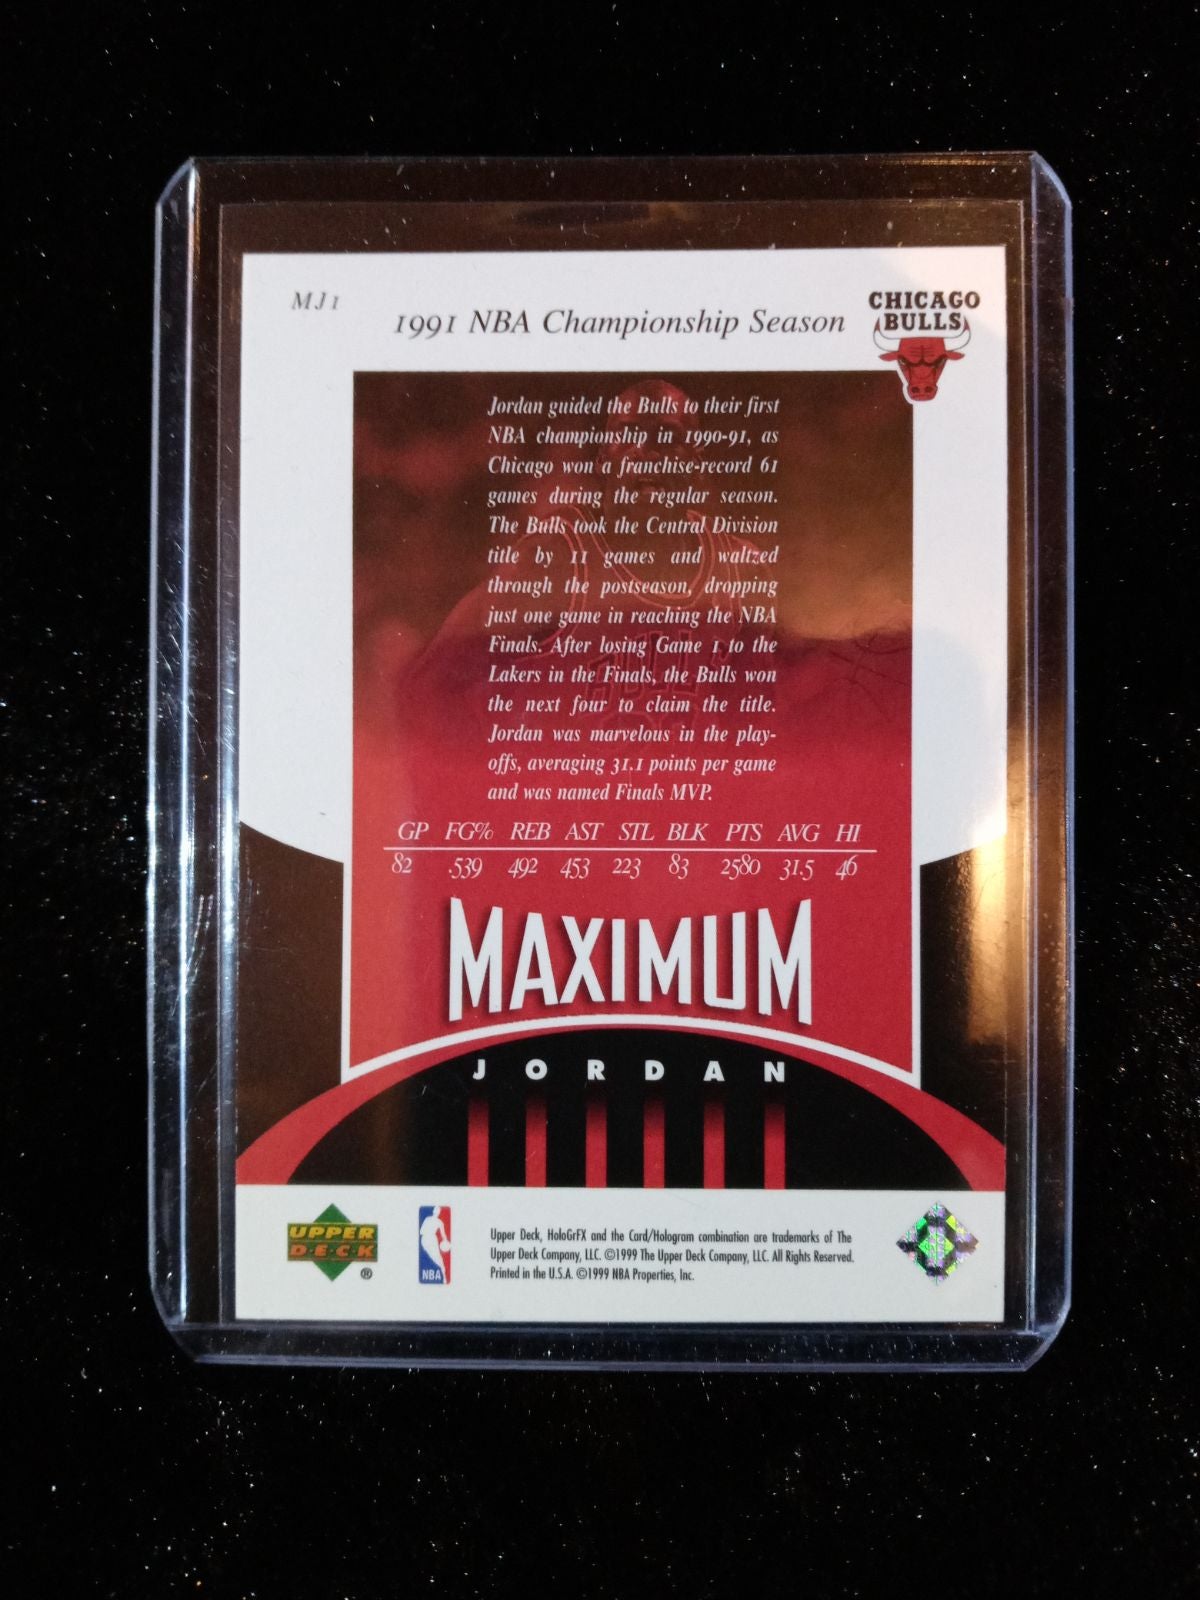 MJ1
1991 NBA Championship Season
CHICAGO
BULLS
Jordan guided the Bulls to their first
NBA championship in 1990-91, as
Chicago won a franchise-record 61
games during the regular season.
The Bulls took the Central Division
title by 11 games and waltzed
through the postseason, dropping
just one game in reaching the NBA
Finals. After losing Game 1 to the
Lakers in the Finals, the Bulls won
the next four to claim the title.
Jordan was marvelous in the play-
offs, averaging 31.1 points per game
and was named Finals MVP.
GP FG% REB AST STL BLK PTS AVG HI
82 .539 492 453 223 83 2580 31.5 46
MAXIMUM
JORDAN
UPPER
DECK
®
NBA
Upper Deck, HoloGrFX and the Card/Hologram combination are trademarks of The
Upper Deck Company, LLC. ©1999 The Upper Deck Company, LLC. All Rights Reserved.
Printed in the U.S.A. ©1999 NBA Properties, Inc.